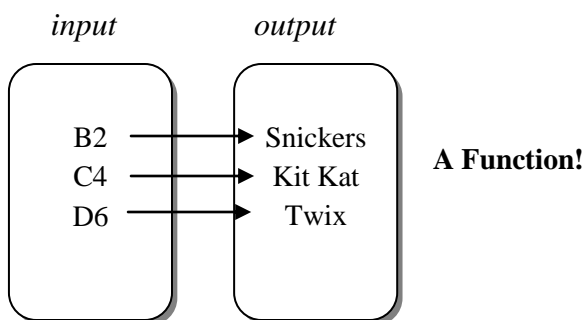 input output
B2 Snickers
C4 Kit Kat A Function!
D6 Twix